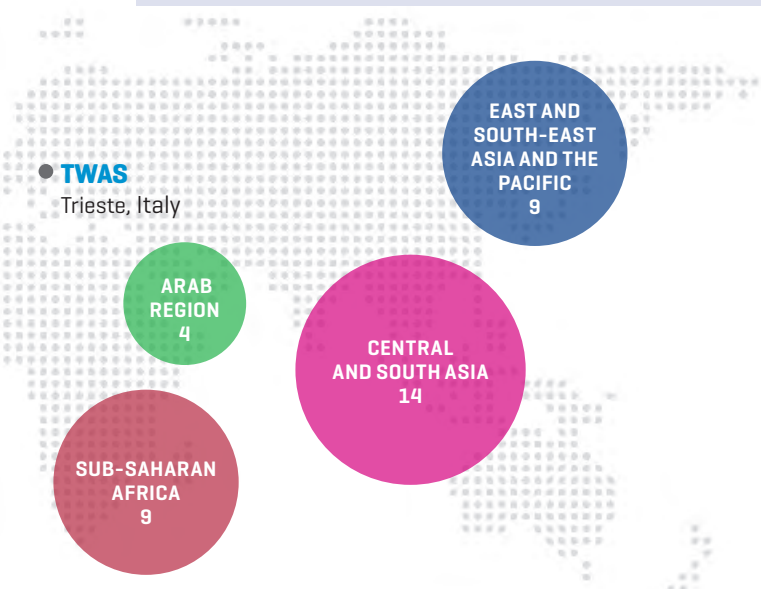 EAST AND
SOUTH-EAST
ASIA AND THE
PACIFIC
9
TWAS
Trieste, Italy
ARAB
REGION
4
CENTRAL
AND SOUTH ASIA
14
SUB-SAHARAN
AFRICA
9